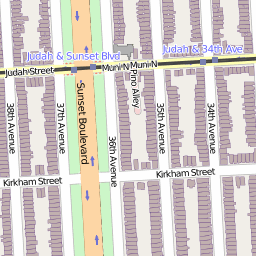 Judah & Sunset Blvd
Judah & 34th Ave
Judah Street
Muni N
Muni N
Pino Alley
38th Avenue
37th Avenue
Sunset Boulevard
36th Avenue
35th Avenue
34th Avenue
Kirkham Street
Kirkham Street